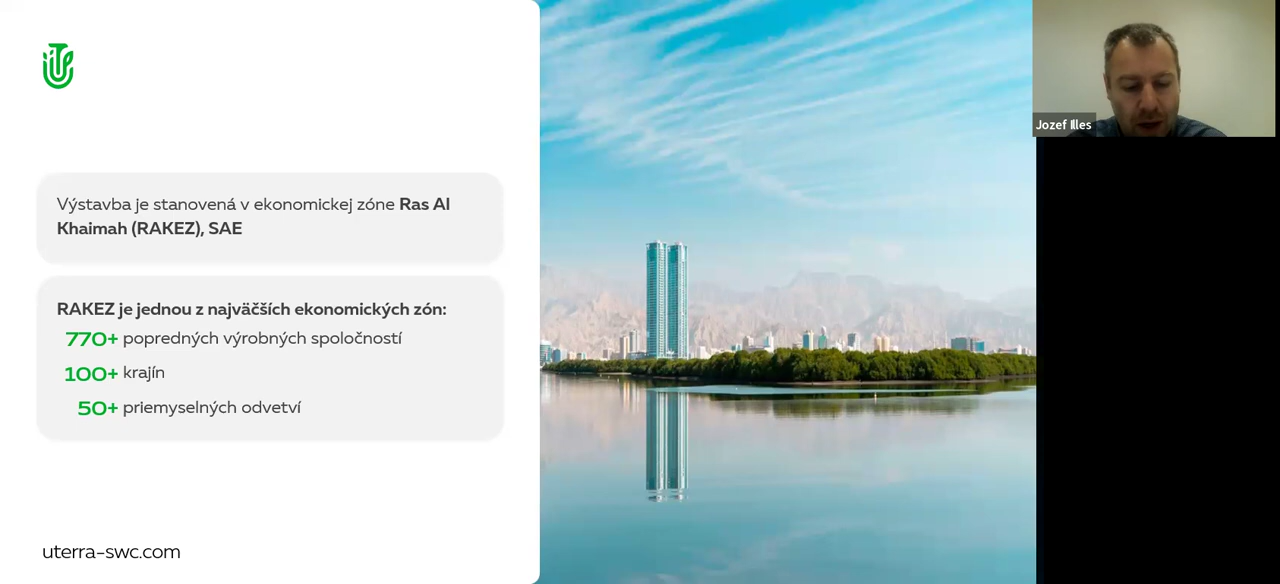 Výstavba je stanovená v ekonomickej zóne Ras Al
Khaimah (RAKEZ), SAE
RAKEZ je jednou z najväčších ekonomických zón:
770+ popredných výrobných spoločností
100+ krajín
50+ priemyselných odvetví
uterra-swc.com
Jozef Illes